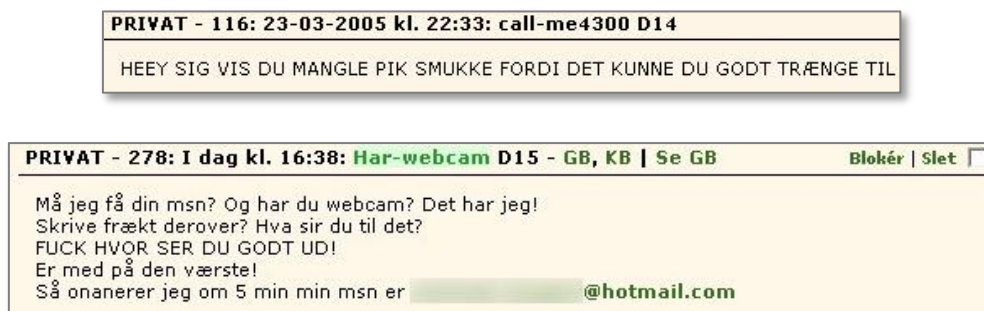 PRIVAT - 116: 23-03-2005 kl. 22:33: call-me4300 D14
HEEY SIG VIS DU MANGLE PIK SMUKKE FORDI DET KUNNE DU GODT TRÆNGE TIL
PRIVAT - 278: I dag kl. 16:38: Har-webcam D15 - GB, KB | Se GB Blokér | Slet
Må jeg få din msn? Og har du webcam? Det har jeg!
Skrive frækt derover? Hva sir du til det?
FUCK HVOR SER DU GODT UD!
Er med på den værste!
Så onanerer jeg om 5 min min msn er @hotmail.com